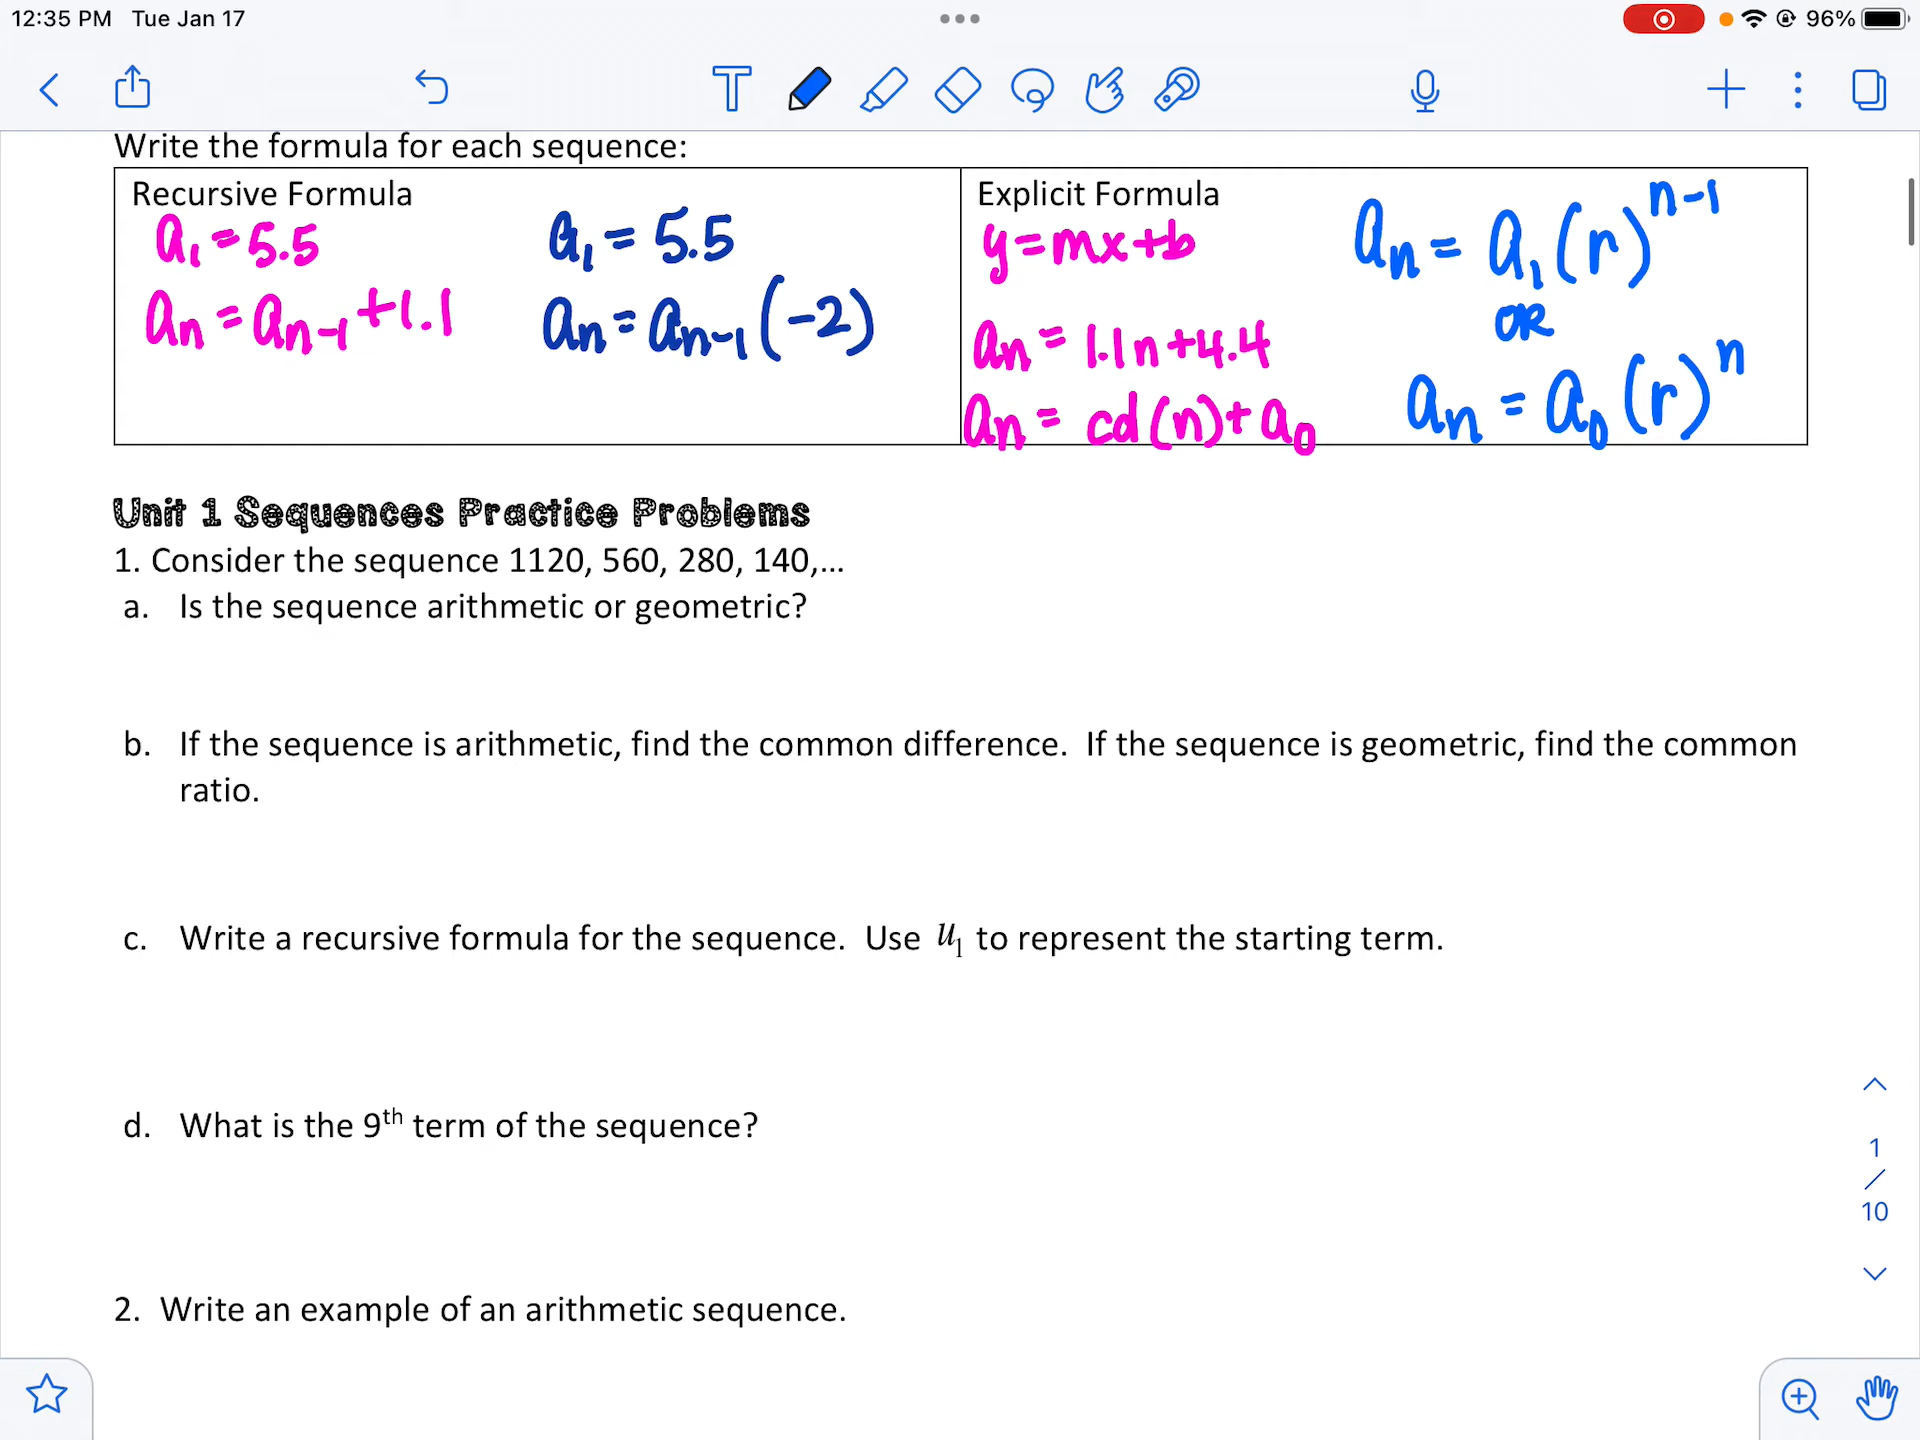 12:35 PM Tue Jan 17
96%
Write the formula for each sequence:
Recursive Formula
a₁ = 5.5
aₙ = aₙ₋₁ + 1.1
a₁ = 5.5
aₙ = aₙ₋₁ (-2)
Explicit Formula
y = mx + b
aₙ = 1.1n + 4.4
aₙ = cd (n) + a₀
aₙ = a₁ (r)ⁿ⁻¹
OR
aₙ = a₀ (r)ⁿ
Unit 1 Sequences Practice Problems
1. Consider the sequence 1120, 560, 280, 140,...
a. Is the sequence arithmetic or geometric?
b. If the sequence is arithmetic, find the common difference. If the sequence is geometric, find the common
ratio.
c. Write a recursive formula for the sequence. Use u₁ to represent the starting term.
d. What is the 9th term of the sequence?
2. Write an example of an arithmetic sequence.
1
/
10